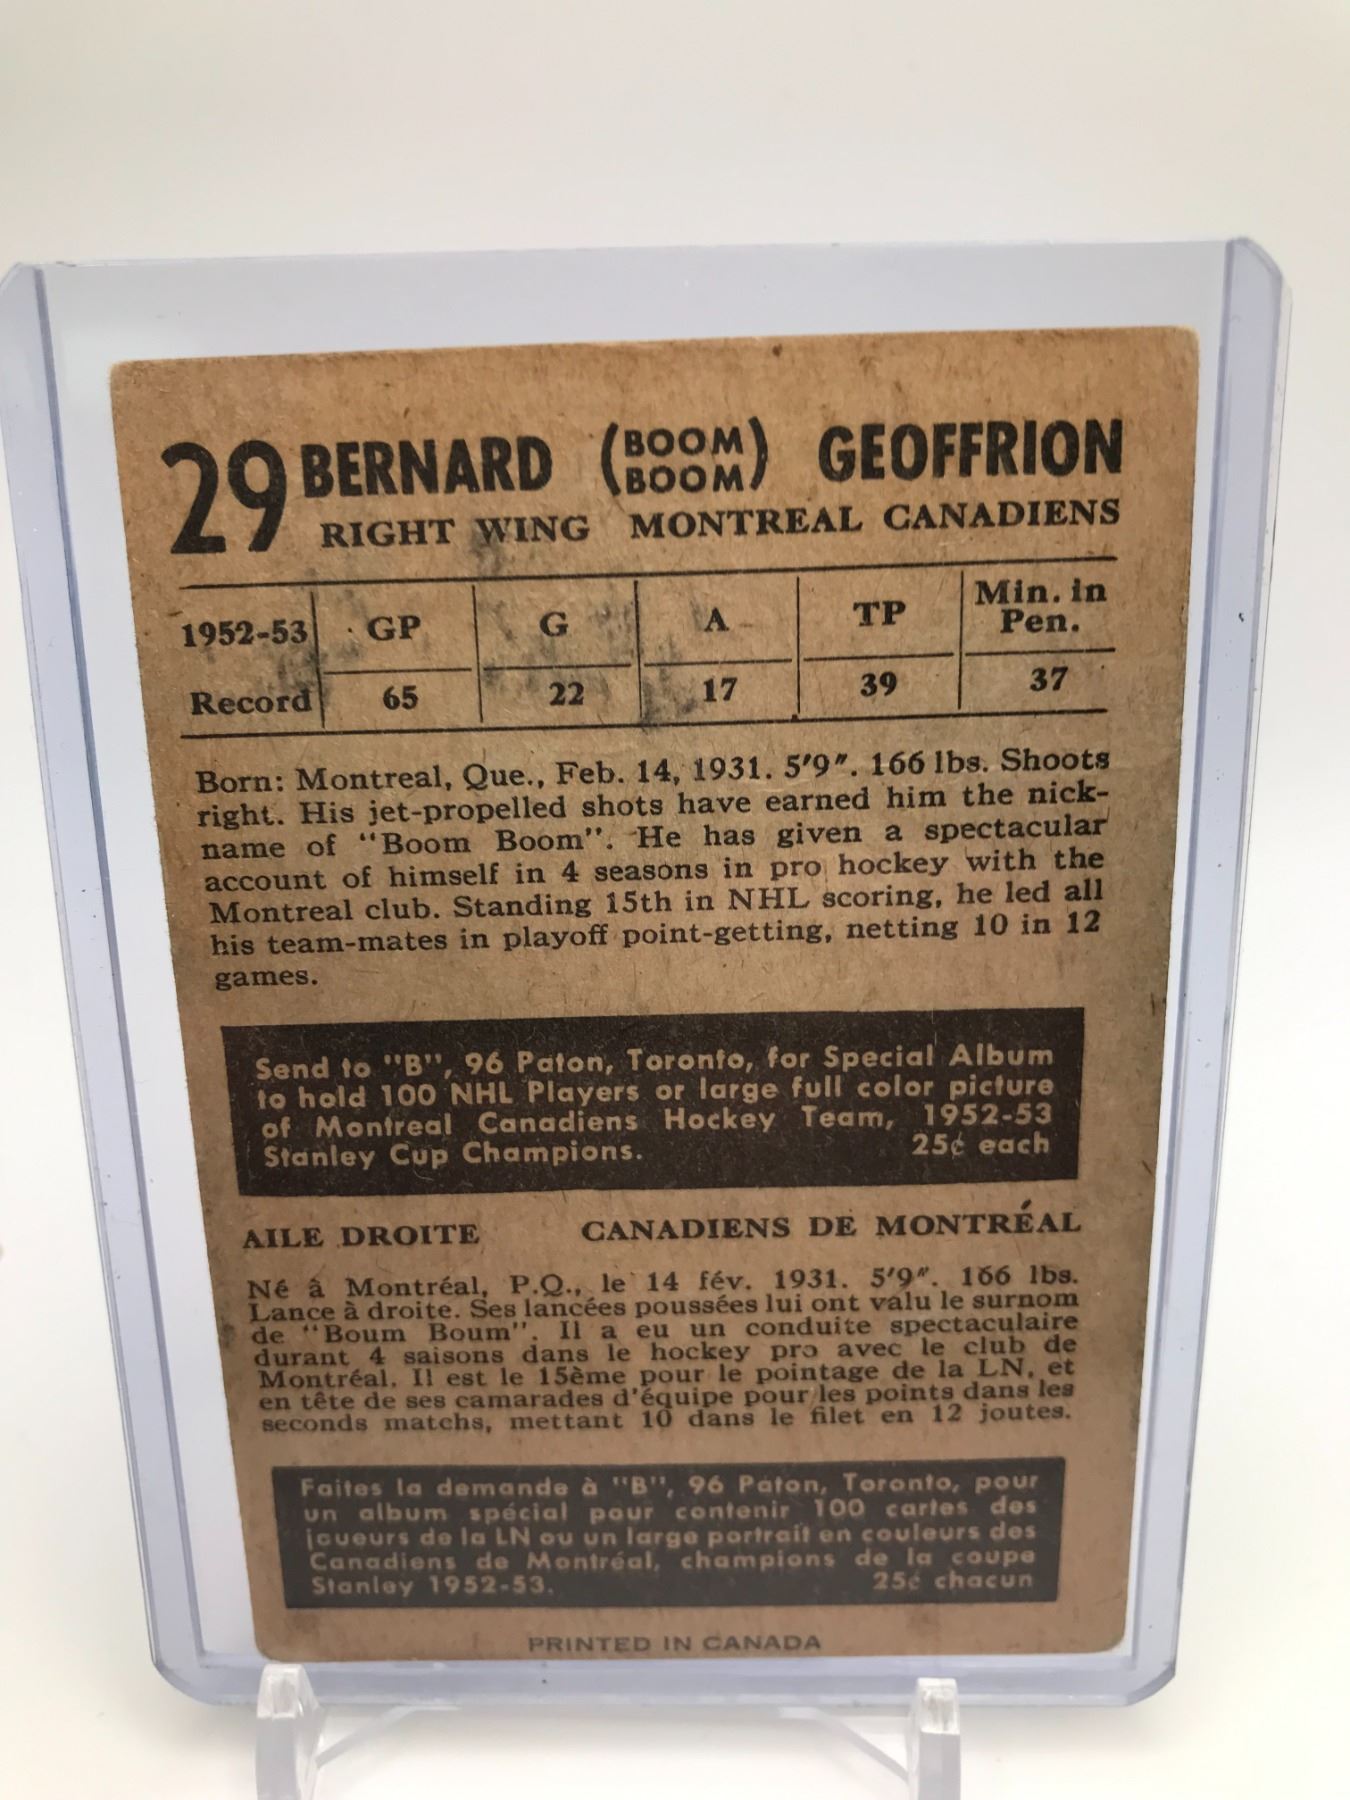 29 BERNARD (BOOM BOOM) GEOFFRION
RIGHT WING MONTREAL CANADIENS
1952-53 GP G A TP Min. in Pen.
Record 65 22 17 39 37
Born: Montreal, Que., Feb. 14, 1931. 5'9". 166 lbs. Shoots
right. His jet-propelled shots have earned him the nick-
name of "Boom Boom". He has given a spectacular
account of himself in 4 seasons in pro hockey with the
Montreal club. Standing 15th in NHL scoring, he led all
his team-mates in playoff point-getting, netting 10 in 12
games.
Send to "B", 96 Paton, Toronto, for Special Album
to hold 100 NHL Players or large full color picture
of Montreal Canadiens Hockey Team, 1952-53
Stanley Cup Champions. 25¢ each
AILE DROITE CANADIENS DE MONTRÉAL
Né à Montréal, P.Q., le 14 fév. 1931. 5'9". 166 lbs.
Lance à droite. Ses lancées poussées lui ont valu le surnom
de "Boum Boum". Il a eu un conduite spectaculaire
durant 4 saisons dans le hockey pro avec le club de
Montréal. Il est le 15ème pour le pointage de la LN, et
en tête de ses camarades d'équipe pour les points dans les
seconds matchs, mettant 10 dans le filet en 12 joutes.
Faites la demande à "B", 96 Paton, Toronto, pour
un album spécial pour contenir 100 cartes des
joueurs de la LN ou un large portrait en couleurs des
Canadiens de Montréal, champions de la coupe
Stanley 1952-53. 25¢ chacun
PRINTED IN CANADA